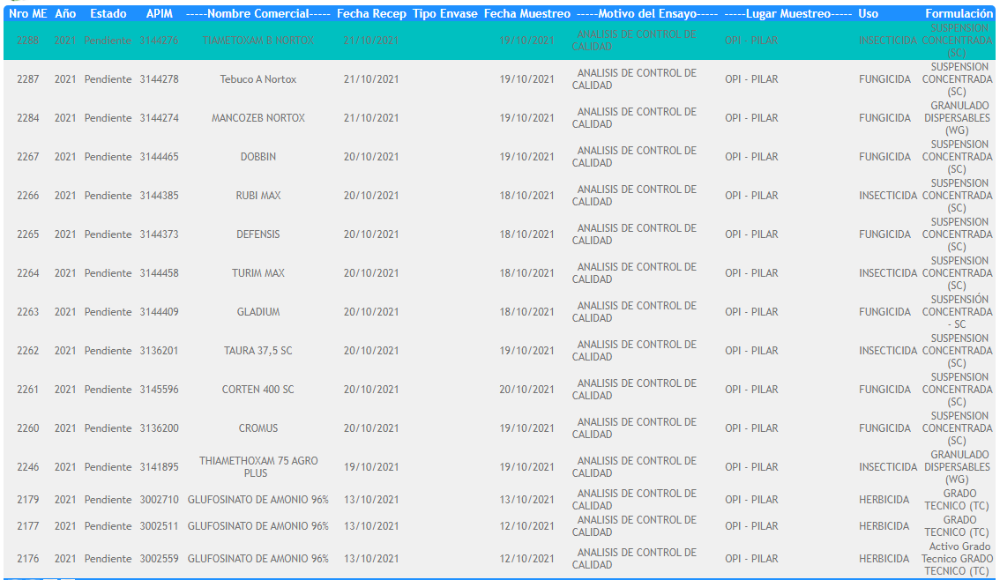 Nro ME Año Estado APIM -----Nombre Comercial----- Fecha Recep Tipo Envase Fecha Muestreo -----Motivo del Ensayo----- -----Lugar Muestreo----- Uso Formulación
2288 2021 Pendiente 3144276 TIAMETOXAM B NORTOX 21/10/2021 19/10/2021 ANALISIS DE CONTROL DE CALIDAD OPI - PILAR INSECTICIDA SUSPENSION CONCENTRADA (SC)
2287 2021 Pendiente 3144278 Tebuco A Nortox 21/10/2021 19/10/2021 ANALISIS DE CONTROL DE CALIDAD OPI - PILAR FUNGICIDA SUSPENSION CONCENTRADA (SC)
2284 2021 Pendiente 3144274 MANCOZEB NORTOX 21/10/2021 19/10/2021 ANALISIS DE CONTROL DE CALIDAD OPI - PILAR FUNGICIDA GRANULADO DISPERSABLES (WG)
2267 2021 Pendiente 3144465 DOBBIN 20/10/2021 19/10/2021 ANALISIS DE CONTROL DE CALIDAD OPI - PILAR FUNGICIDA SUSPENSION CONCENTRADA (SC)
2266 2021 Pendiente 3144385 RUBI MAX 20/10/2021 18/10/2021 ANALISIS DE CONTROL DE CALIDAD OPI - PILAR INSECTICIDA SUSPENSION CONCENTRADA (SC)
2265 2021 Pendiente 3144373 DEFENSIS 20/10/2021 18/10/2021 ANALISIS DE CONTROL DE CALIDAD OPI - PILAR FUNGICIDA SUSPENSION CONCENTRADA (SC)
2264 2021 Pendiente 3144458 TURIM MAX 20/10/2021 18/10/2021 ANALISIS DE CONTROL DE CALIDAD OPI - PILAR INSECTICIDA SUSPENSION CONCENTRADA (SC)
2263 2021 Pendiente 3144409 GLADIUM 20/10/2021 18/10/2021 ANALISIS DE CONTROL DE CALIDAD OPI - PILAR FUNGICIDA SUSPENSIÓN CONCENTRADA - SC
2262 2021 Pendiente 3136201 TAURA 37,5 SC 20/10/2021 19/10/2021 ANALISIS DE CONTROL DE CALIDAD OPI - PILAR INSECTICIDA SUSPENSION CONCENTRADA (SC)
2261 2021 Pendiente 3145596 CORTEN 400 SC 20/10/2021 20/10/2021 ANALISIS DE CONTROL DE CALIDAD OPI - PILAR FUNGICIDA SUSPENSION CONCENTRADA (SC)
2260 2021 Pendiente 3136200 CROMUS 20/10/2021 19/10/2021 ANALISIS DE CONTROL DE CALIDAD OPI - PILAR FUNGICIDA SUSPENSION CONCENTRADA (SC)
2246 2021 Pendiente 3141895 THIAMETHOXAM 75 AGRO PLUS 19/10/2021 19/10/2021 ANALISIS DE CONTROL DE CALIDAD OPI - PILAR INSECTICIDA GRANULADO DISPERSABLES (WG)
2179 2021 Pendiente 3002710 GLUFOSINATO DE AMONIO 96% 13/10/2021 13/10/2021 ANALISIS DE CONTROL DE CALIDAD OPI - PILAR HERBICIDA GRADO TECNICO (TC)
2177 2021 Pendiente 3002511 GLUFOSINATO DE AMONIO 96% 13/10/2021 12/10/2021 ANALISIS DE CONTROL DE CALIDAD OPI - PILAR HERBICIDA GRADO TECNICO (TC)
2176 2021 Pendiente 3002559 GLUFOSINATO DE AMONIO 96% 13/10/2021 12/10/2021 ANALISIS DE CONTROL DE CALIDAD OPI - PILAR HERBICIDA Activo Grado Tecnico GRADO TECNICO (TC)